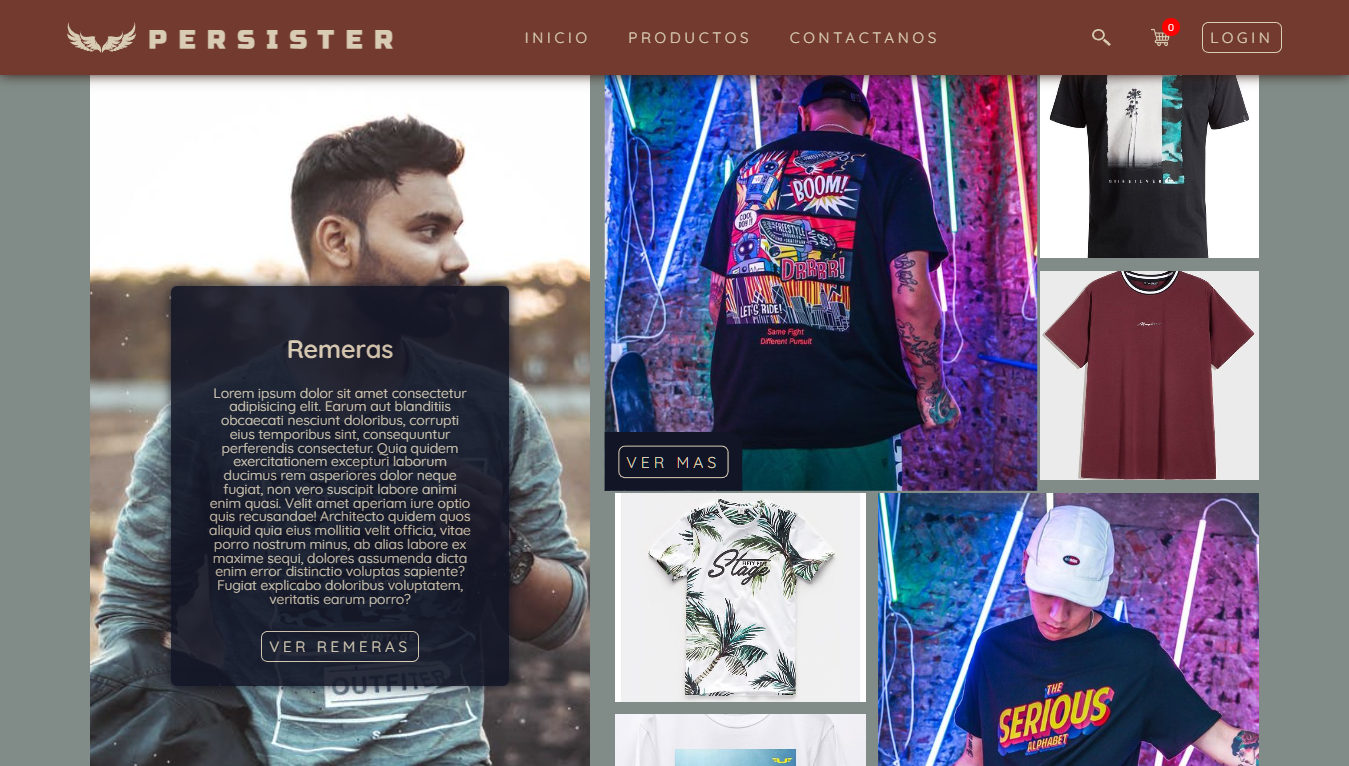 PERSISTER
INICIO
PRODUCTOS
CONTACTANOS
0
LOGIN
Remeras
Lorem ipsum dolor sit amet consectetur
adipisicing elit. Earum aut blanditiis
obcaecati nesciunt doloribus, corrupti
eius temporibus sint, consequuntur
perferendis consectetur. Quia quidem
exercitationem excepturi laborum
ducimus rem asperiores dolor neque
fugiat, non vero suscipit labore animi
enim quasi. Velit amet aperiam iure optio
quis recusandae! Architecto quidem quos
aliquid quia eius mollitia velit officia, vitae
porro nostrum minus, ab alias labore ex
maxime sequi, dolores assumenda dicta
enim error distinctio voluptas sapiente?
Fugiat explicabo doloribus voluptatem,
veritatis earum porro?
VER REMERAS
OUTFITTER
BOOM!
COOL
BOY!!
FREESTYLE
DRRRR!
LET'S RIDE!
Same Fight
Different Pursuit
VER MAS
QUIKSILVER
Stage
THE
SERIOUS
ALPHABET